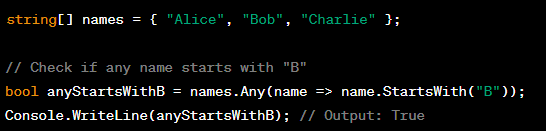 string[] names = { "Alice", "Bob", "Charlie" };
// Check if any name starts with "B"
bool anyStartsWithB = names.Any(name => name.StartsWith("B"));
Console.WriteLine(anyStartsWithB); // Output: True